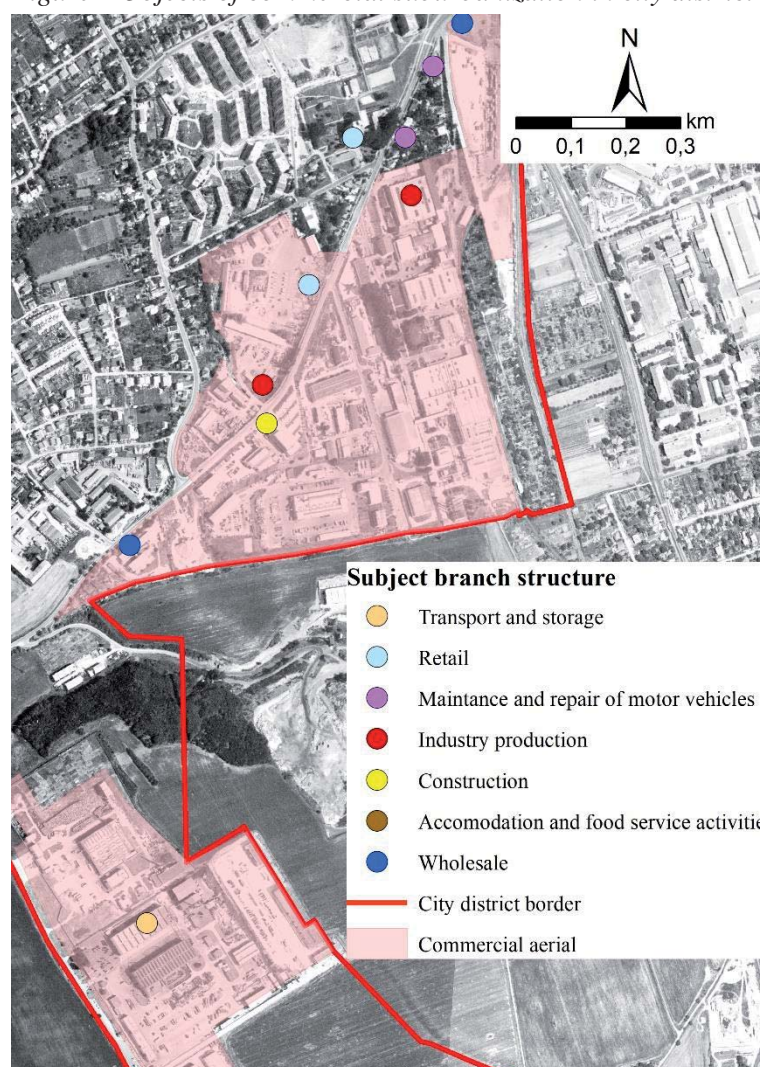 N
km
0 0,1 0,2 0,3
Subject branch structure
Transport and storage
Retail
Maintance and repair of motor vehicles
Industry production
Construction
Accomodation and food service activitie
Wholesale
City district border
Commercial aerial